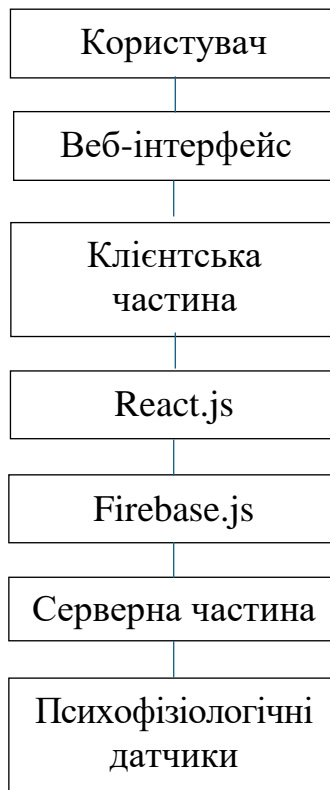 Користувач
Веб-інтерфейс
Клієнтська
частина
React.js
Firebase.js
Серверна частина
Психофізіологічні
датчики